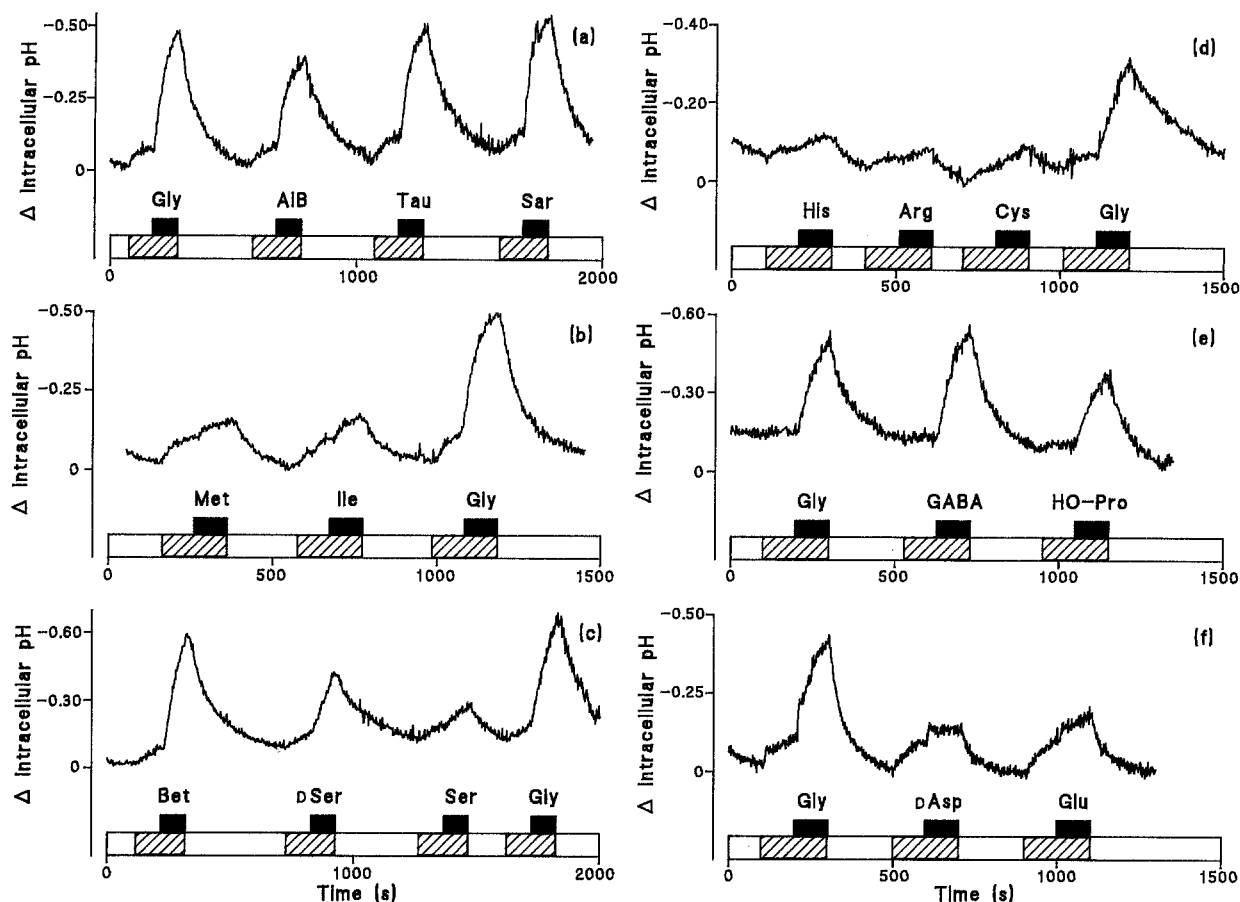 Δ Intracellular pH
-0.50
-0.25
0
(a)
Gly AIB Tau Sar
0 1000 2000
Δ Intracellular pH
-0.50
-0.25
0
(b)
Met Ile Gly
0 500 1000 1500
Δ Intracellular pH
-0.60
-0.30
0
(c)
Bet DSer Ser Gly
0 1000 2000
Time (s)
Δ Intracellular pH
-0.40
-0.20
0
(d)
His Arg Cys Gly
0 500 1000 1500
Δ Intracellular pH
-0.60
-0.30
0
(e)
Gly GABA HO-Pro
0 500 1000 1500
Δ Intracellular pH
-0.50
-0.25
0
(f)
Gly DAsp Glu
0 500 1000 1500
Time (s)